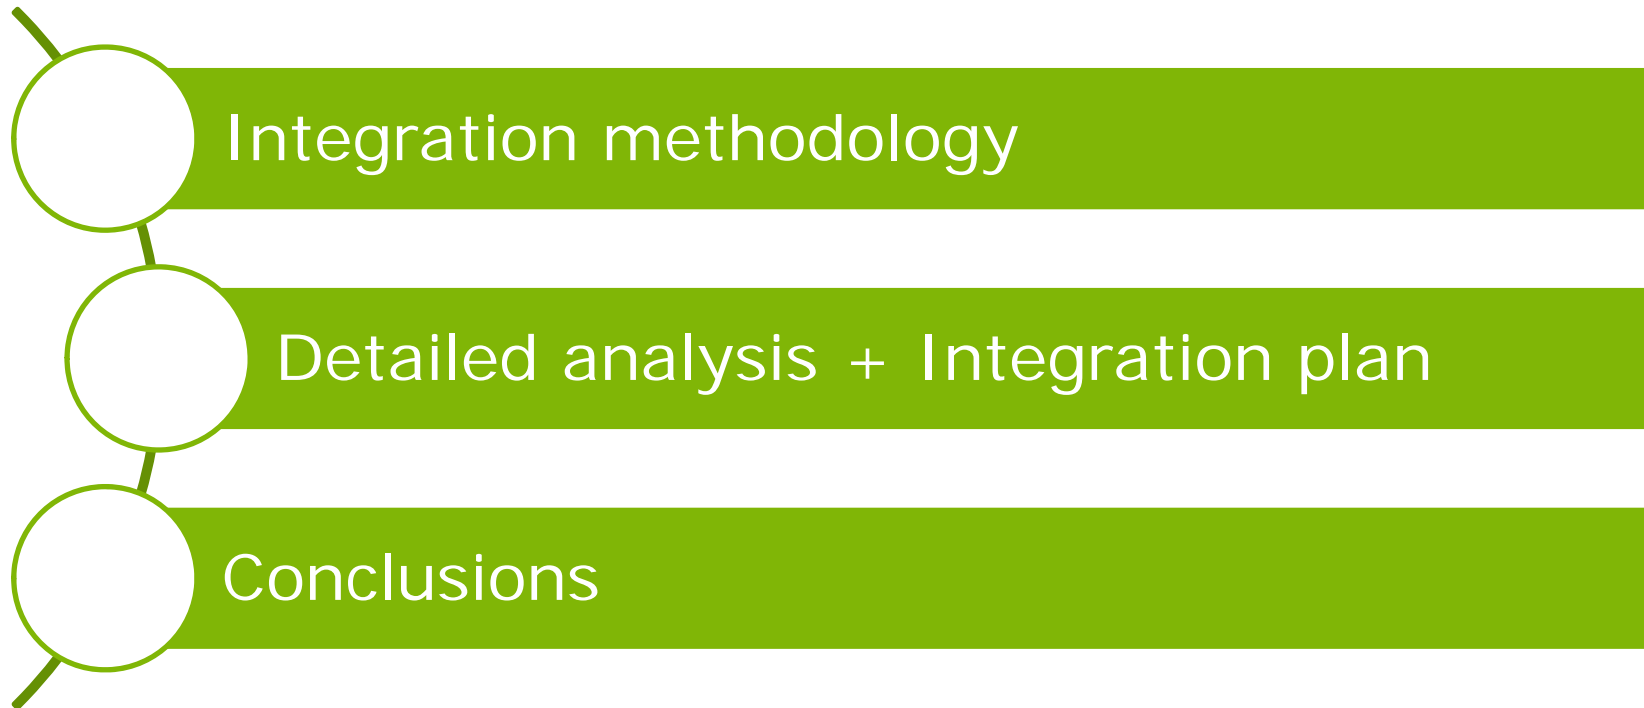 Integration methodology
Detailed analysis + Integration plan
Conclusions